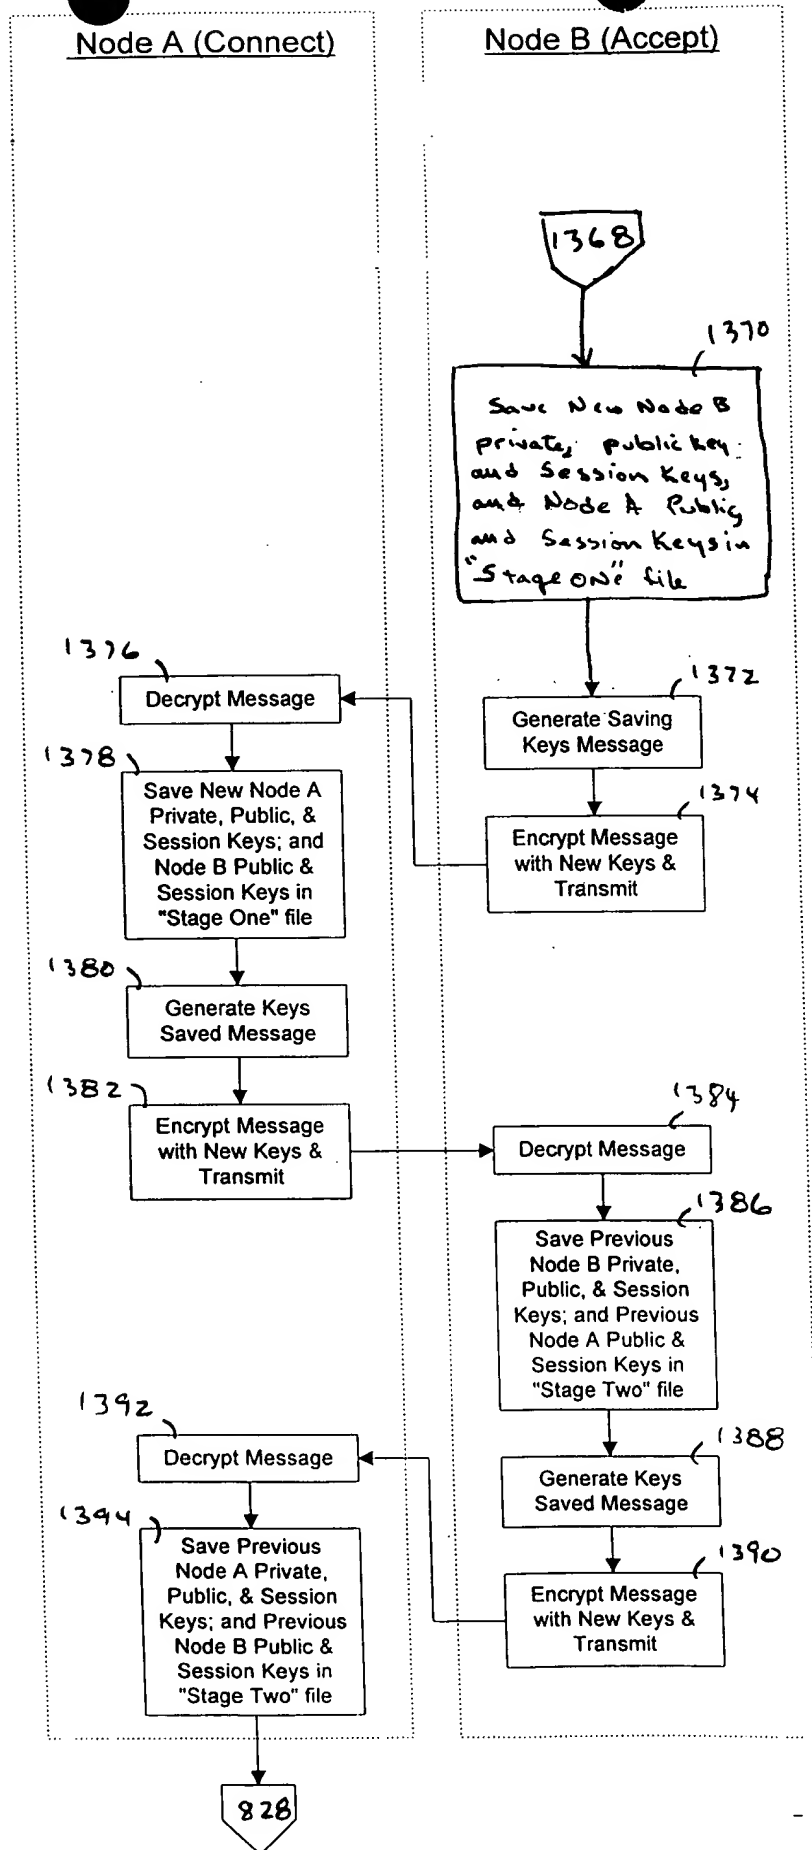 Node A (Connect)
Node B (Accept)
1368
1370
Save New Node B
private, public key
and Session Keys,
and Node A Public,
and Session Keys in
"Stage ONe" file
1372
Generate Saving
Keys Message
1374
Encrypt Message
with New Keys &
Transmit
1376
Decrypt Message
1378
Save New Node A
Private, Public, &
Session Keys; and
Node B Public &
Session Keys in
"Stage One" file
1380
Generate Keys
Saved Message
1382
Encrypt Message
with New Keys &
Transmit
1384
Decrypt Message
1386
Save Previous
Node B Private,
Public, & Session
Keys; and Previous
Node A Public &
Session Keys in
"Stage Two" file
1388
Generate Keys
Saved Message
1390
Encrypt Message
with New Keys &
Transmit
1392
Decrypt Message
1394
Save Previous
Node A Private,
Public, & Session
Keys; and Previous
Node B Public &
Session Keys in
"Stage Two" file
828